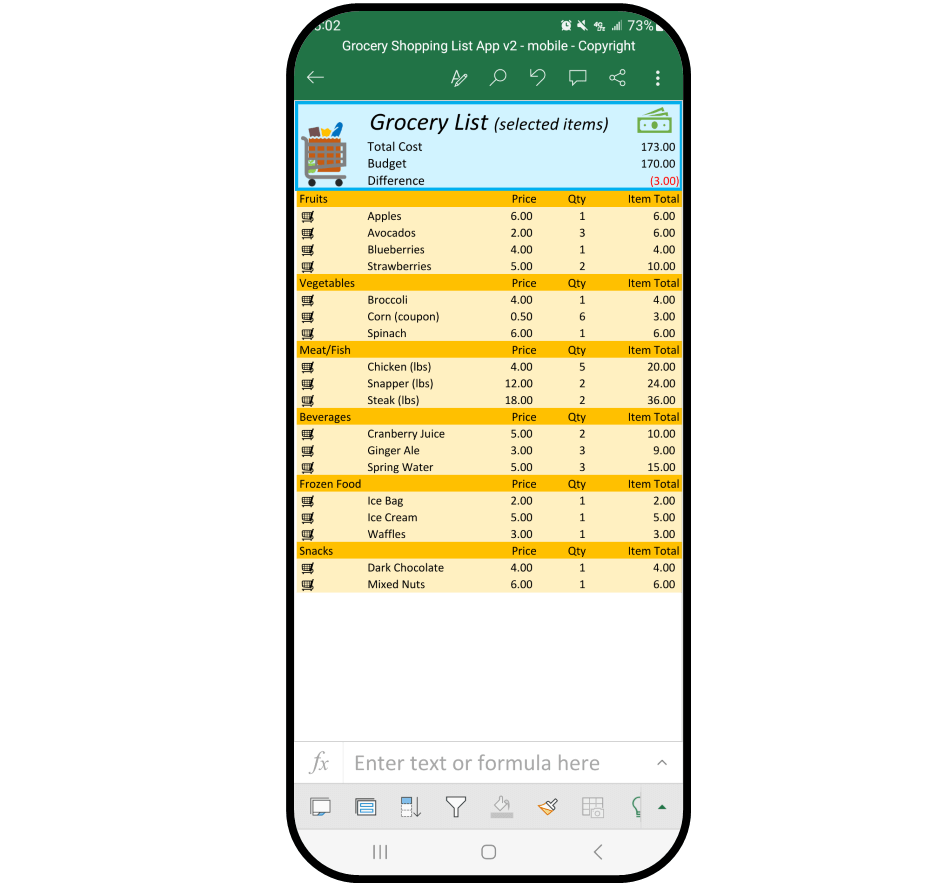 :02 73%
Grocery Shopping List App v2 - mobile - Copyright
Grocery List (selected items)
Total Cost 173.00
Budget 170.00
Difference (3.00)
Fruits Price Qty Item Total
Apples 6.00 1 6.00
Avocados 2.00 3 6.00
Blueberries 4.00 1 4.00
Strawberries 5.00 2 10.00
Vegetables Price Qty Item Total
Broccoli 4.00 1 4.00
Corn (coupon) 0.50 6 3.00
Spinach 6.00 1 6.00
Meat/Fish Price Qty Item Total
Chicken (lbs) 4.00 5 20.00
Snapper (lbs) 12.00 2 24.00
Steak (lbs) 18.00 2 36.00
Beverages Price Qty Item Total
Cranberry Juice 5.00 2 10.00
Ginger Ale 3.00 3 9.00
Spring Water 5.00 3 15.00
Frozen Food Price Qty Item Total
Ice Bag 2.00 1 2.00
Ice Cream 5.00 1 5.00
Waffles 3.00 1 3.00
Snacks Price Qty Item Total
Dark Chocolate 4.00 1 4.00
Mixed Nuts 6.00 1 6.00
fx Enter text or formula here